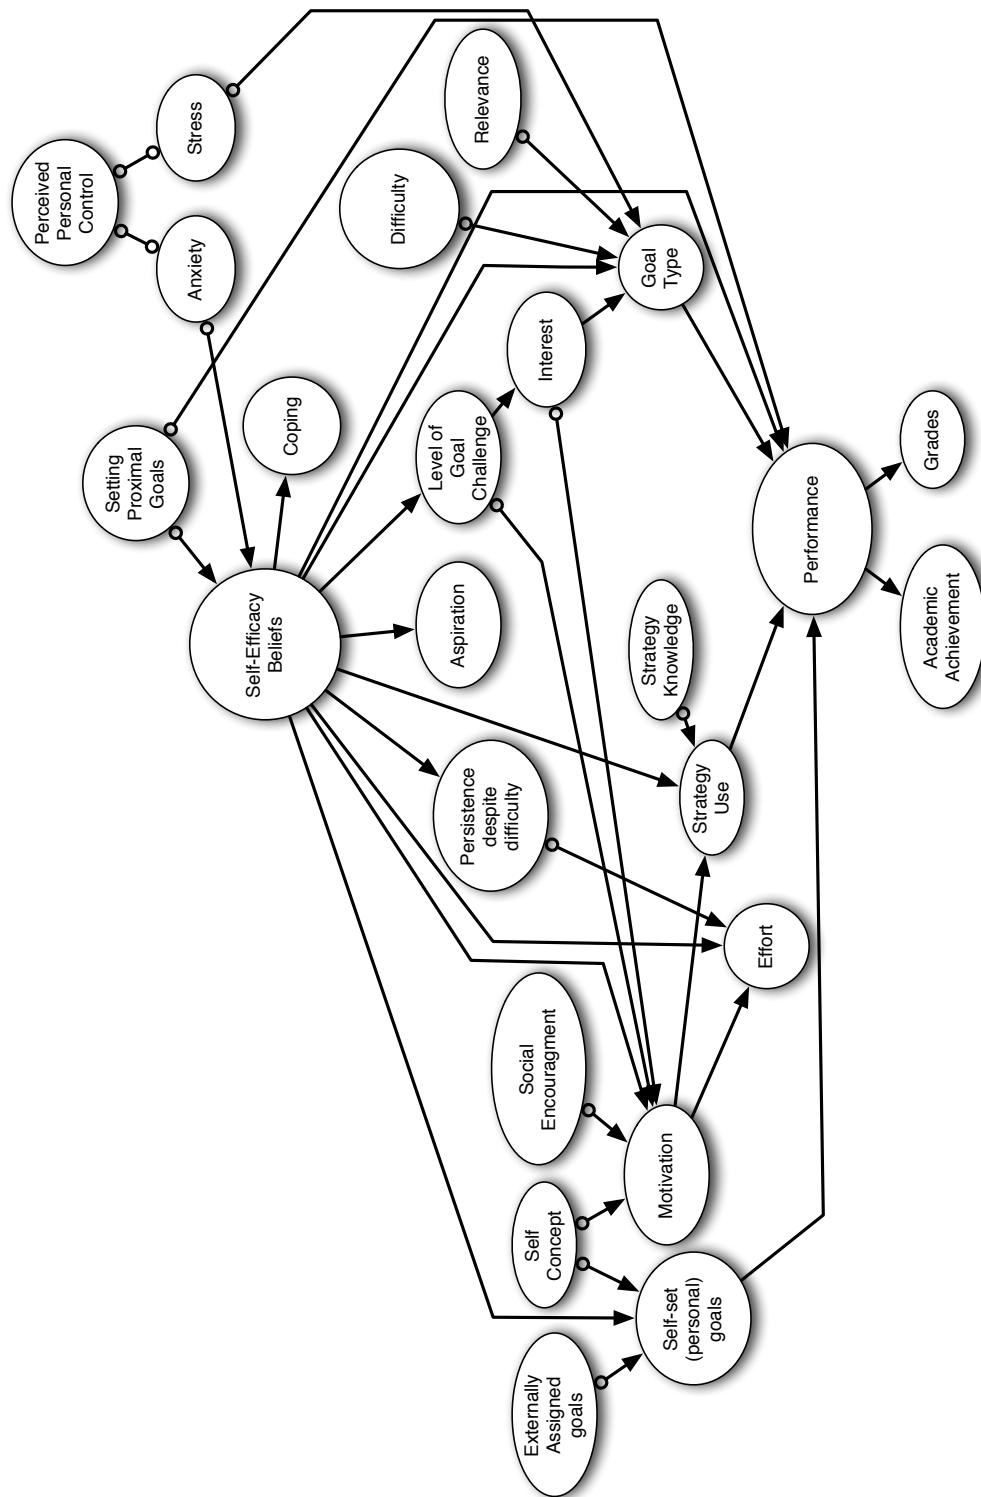 Externally
Assigned
goals
Self
Concept
Social
Encouragment
Self-set
(personal)
goals
Motivation
Effort
Persistence
despite
difficulty
Strategy
Use
Strategy
Knowledge
Self-Efficacy
Beliefs
Aspiration
Setting
Proximal
Goals
Coping
Level of
Goal
Challenge
Interest
Anxiety
Perceived
Personal
Control
Stress
Difficulty
Relevance
Goal
Type
Performance
Academic
Achievement
Grades